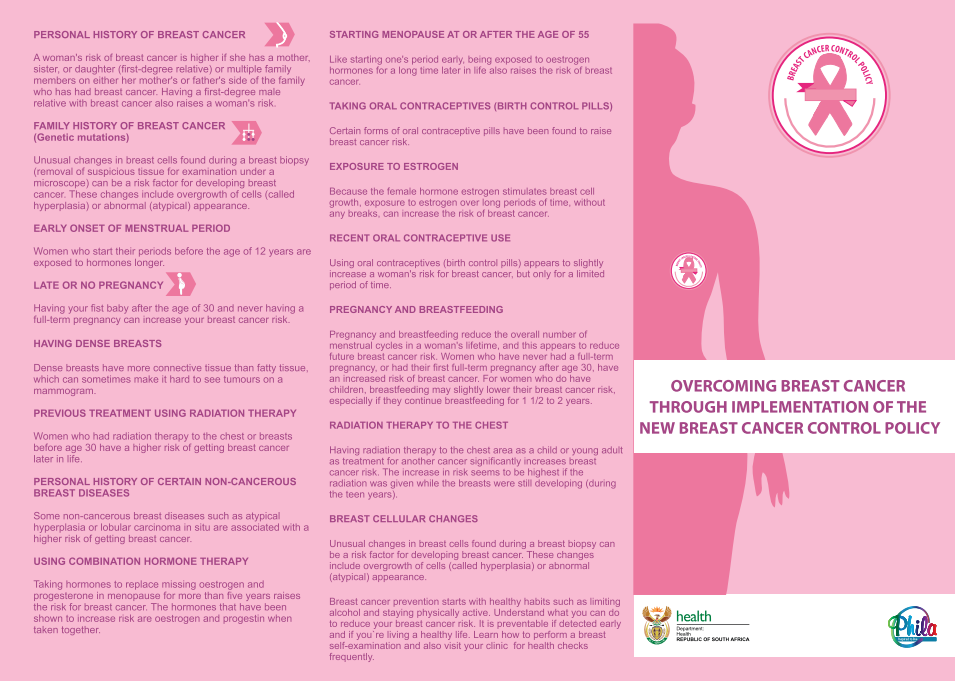 PERSONAL HISTORY OF BREAST CANCER
A woman's risk of breast cancer is higher if she has a mother,
sister, or daughter (first-degree relative) or multiple family
members on either her mother's or father's side of the family
who has had breast cancer. Having a first-degree male
relative with breast cancer also raises a woman's risk.
FAMILY HISTORY OF BREAST CANCER
(Genetic mutations)
Unusual changes in breast cells found during a breast biopsy
(removal of suspicious tissue for examination under a
microscope) can be a risk factor for developing breast
cancer. These changes include overgrowth of cells (called
hyperplasia) or abnormal (atypical) appearance.
EARLY ONSET OF MENSTRUAL PERIOD
Women who start their periods before the age of 12 years are
exposed to hormones longer.
LATE OR NO PREGNANCY
Having your fist baby after the age of 30 and never having a
full-term pregnancy can increase your breast cancer risk.
HAVING DENSE BREASTS
Dense breasts have more connective tissue than fatty tissue,
which can sometimes make it hard to see tumours on a
mammogram.
PREVIOUS TREATMENT USING RADIATION THERAPY
Women who had radiation therapy to the chest or breasts
before age 30 have a higher risk of getting breast cancer
later in life.
PERSONAL HISTORY OF CERTAIN NON-CANCEROUS
BREAST DISEASES
Some non-cancerous breast diseases such as atypical
hyperplasia or lobular carcinoma in situ are associated with a
higher risk of getting breast cancer.
USING COMBINATION HORMONE THERAPY
Taking hormones to replace missing oestrogen and
progesterone in menopause for more than five years raises
the risk for breast cancer. The hormones that have been
shown to increase risk are oestrogen and progestin when
taken together.
STARTING MENOPAUSE AT OR AFTER THE AGE OF 55
Like starting one's period early, being exposed to oestrogen
hormones for a long time later in life also raises the risk of breast
cancer.
TAKING ORAL CONTRACEPTIVES (BIRTH CONTROL PILLS)
Certain forms of oral contraceptive pills have been found to raise
breast cancer risk.
EXPOSURE TO ESTROGEN
Because the female hormone estrogen stimulates breast cell
growth, exposure to estrogen over long periods of time, without
any breaks, can increase the risk of breast cancer.
RECENT ORAL CONTRACEPTIVE USE
Using oral contraceptives (birth control pills) appears to slightly
increase a woman's risk for breast cancer, but only for a limited
period of time.
PREGNANCY AND BREASTFEEDING
Pregnancy and breastfeeding reduce the overall number of
menstrual cycles in a woman's lifetime, and this appears to reduce
future breast cancer risk. Women who have never had a full-term
pregnancy, or had their first full-term pregnancy after age 30, have
an increased risk of breast cancer. For women who do have
children, breastfeeding may slightly lower their breast cancer risk,
especially if they continue breastfeeding for 1 1/2 to 2 years.
RADIATION THERAPY TO THE CHEST
Having radiation therapy to the chest area as a child or young adult
as treatment for another cancer significantly increases breast
cancer risk. The increase in risk seems to be highest if the
radiation was given while the breasts were still developing (during
the teen years).
BREAST CELLULAR CHANGES
Unusual changes in breast cells found during a breast biopsy can
be a risk factor for developing breast cancer. These changes
include overgrowth of cells (called hyperplasia) or abnormal
(atypical) appearance.
Breast cancer prevention starts with healthy habits such as limiting
alcohol and staying physically active. Understand what you can do
to reduce your breast cancer risk. It is preventable if detected early
and if you`re living a healthy life. Learn how to perform a breast
self-examination and also visit your clinic for health checks
frequently.
BREAST CANCER CONTROL POLICY
OVERCOMING BREAST CANCER
THROUGH IMPLEMENTATION OF THE
NEW BREAST CANCER CONTROL POLICY
health
Department:
Health
REPUBLIC OF SOUTH AFRICA
Phila